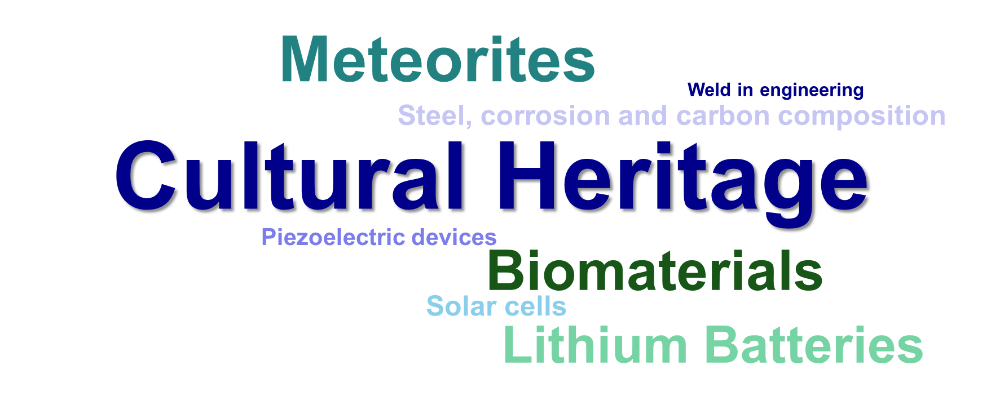 Meteorites
Weld in engineering
Steel, corrosion and carbon composition
Cultural Heritage
Piezoelectric devices
Biomaterials
Solar cells
Lithium Batteries